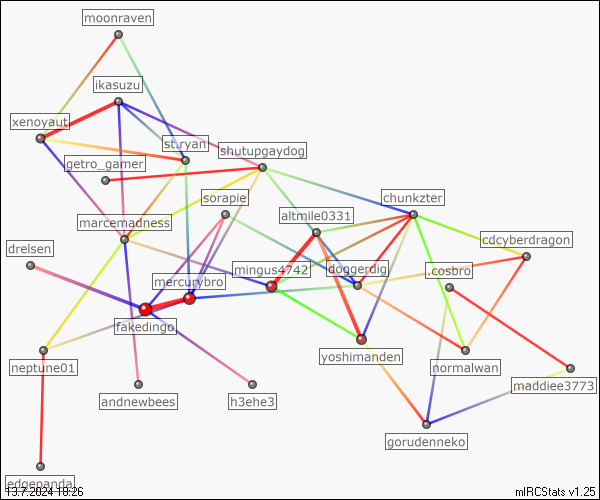 moonraven
ikasuzu
xenoyaut
st.ryan
shutupgaydog
getro_gamer
sorapie
chunkzter
altmile0331
marcemadness
cdcyberdragon
drelsen
mercurybro
mingus4742
doggerdig
cosbro
fakedingo
yoshimanden
normalwan
neptune01
maddiee3773
andnewbees
h3ehe3
gorudenneko
edgepanda
13.7.2024 10:26
mIRCStats v1.25